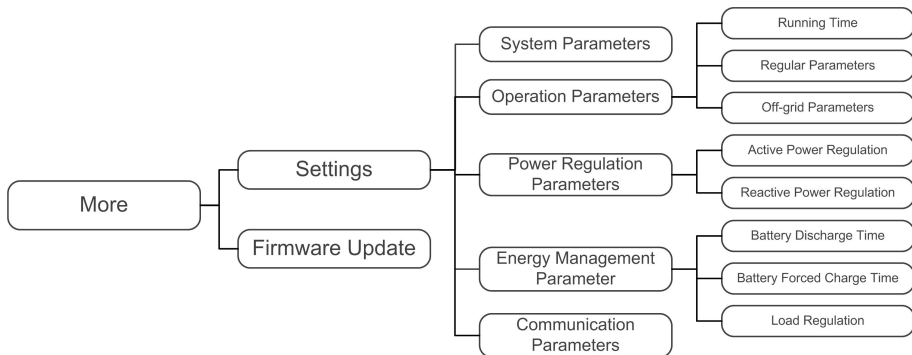 More
Settings
Firmware Update
System Parameters
Operation Parameters
Power Regulation
Parameters
Energy Management
Parameter
Communication
Parameters
Running Time
Regular Parameters
Off-grid Parameters
Active Power Regulation
Reactive Power Regulation
Battery Discharge Time
Battery Forced Charge Time
Load Regulation